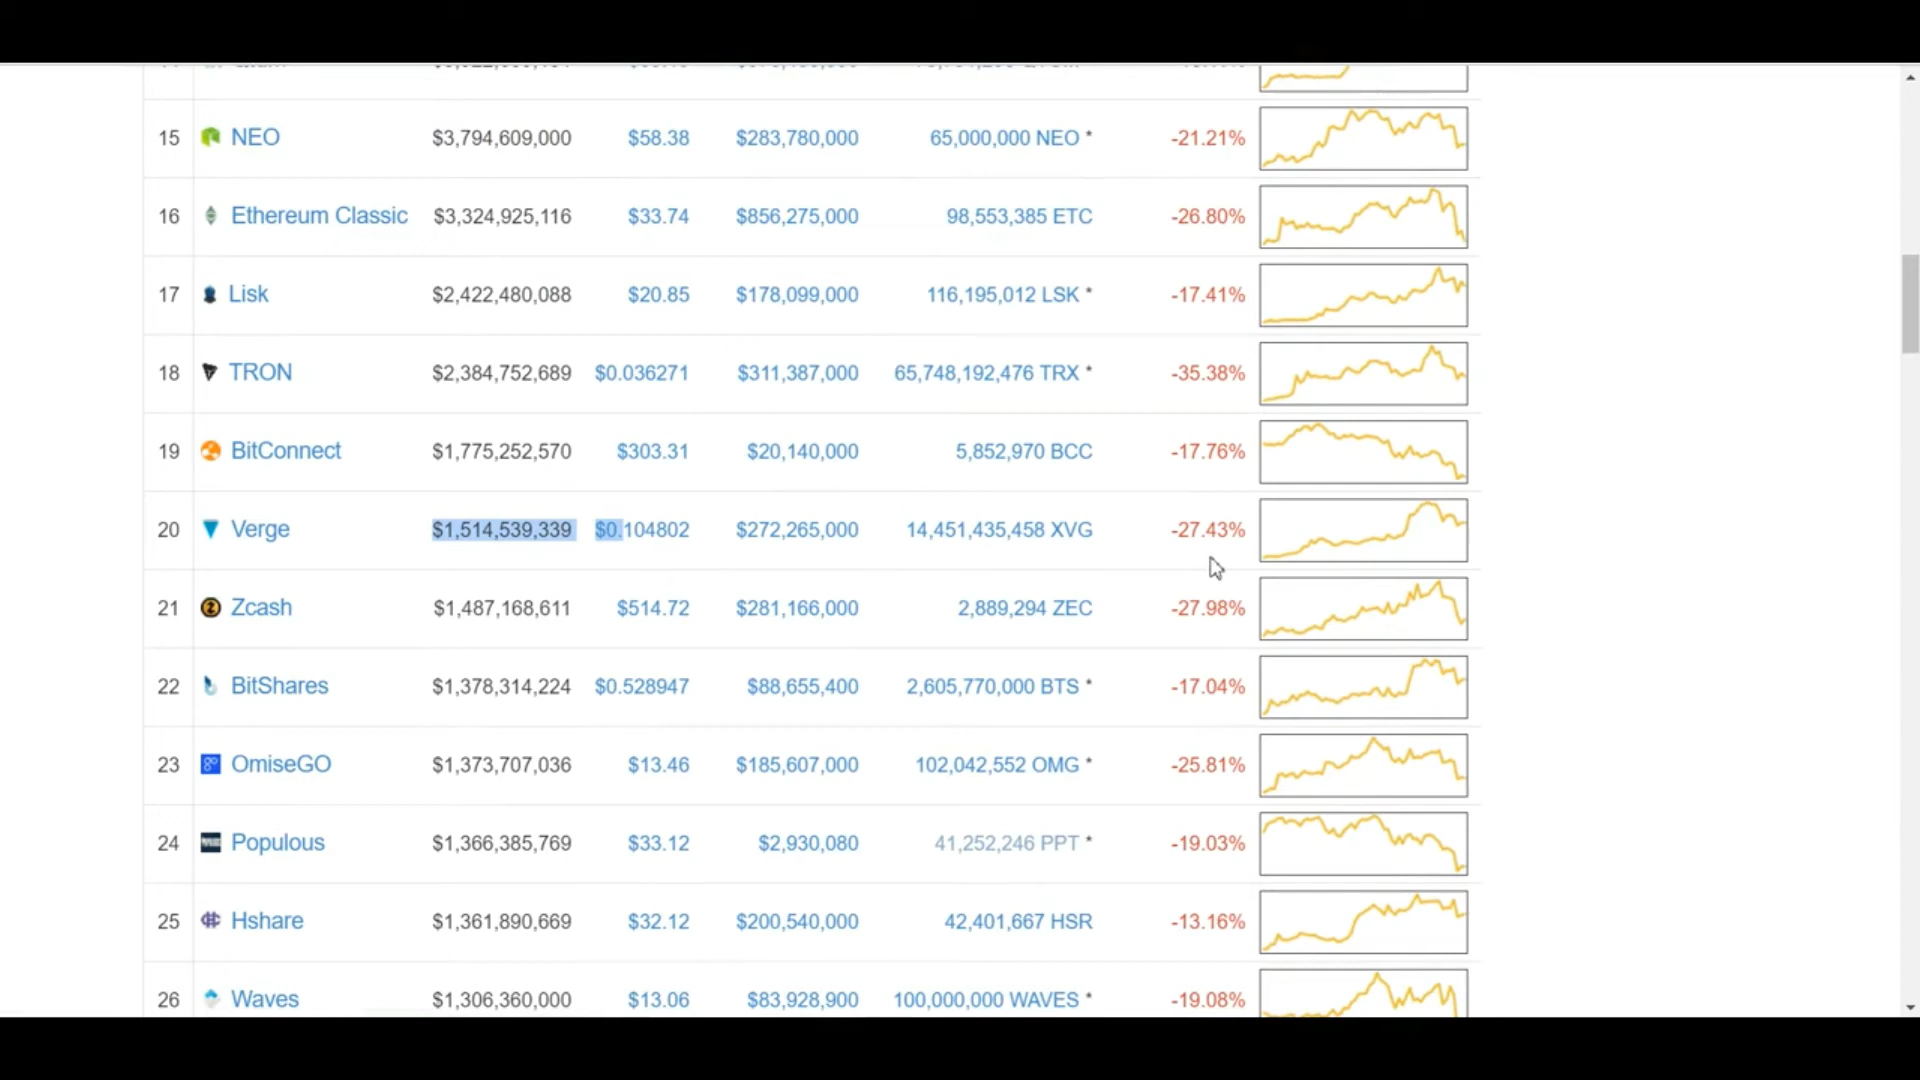 15 NEO $3,794,609,000 $58.38 $283,780,000 65,000,000 NEO * -21.21%
16 Ethereum Classic $3,324,925,116 $33.74 $856,275,000 98,553,385 ETC -26.80%
17 Lisk $2,422,480,088 $20.85 $178,099,000 116,195,012 LSK * -17.41%
18 TRON $2,384,752,689 $0.036271 $311,387,000 65,748,192,476 TRX * -35.38%
19 BitConnect $1,775,252,570 $303.31 $20,140,000 5,852,970 BCC -17.76%
20 Verge $1,514,539,339 $0.104802 $272,265,000 14,451,435,458 XVG -27.43%
21 Zcash $1,487,168,611 $514.72 $281,166,000 2,889,294 ZEC -27.98%
22 BitShares $1,378,314,224 $0.528947 $88,655,400 2,605,770,000 BTS * -17.04%
23 OmiseGO $1,373,707,036 $13.46 $185,607,000 102,042,552 OMG * -25.81%
24 Populous $1,366,385,769 $33.12 $2,930,080 41,252,246 PPT * -19.03%
25 Hshare $1,361,890,669 $32.12 $200,540,000 42,401,667 HSR -13.16%
26 Waves $1,306,360,000 $13.06 $83,928,900 100,000,000 WAVES * -19.08%